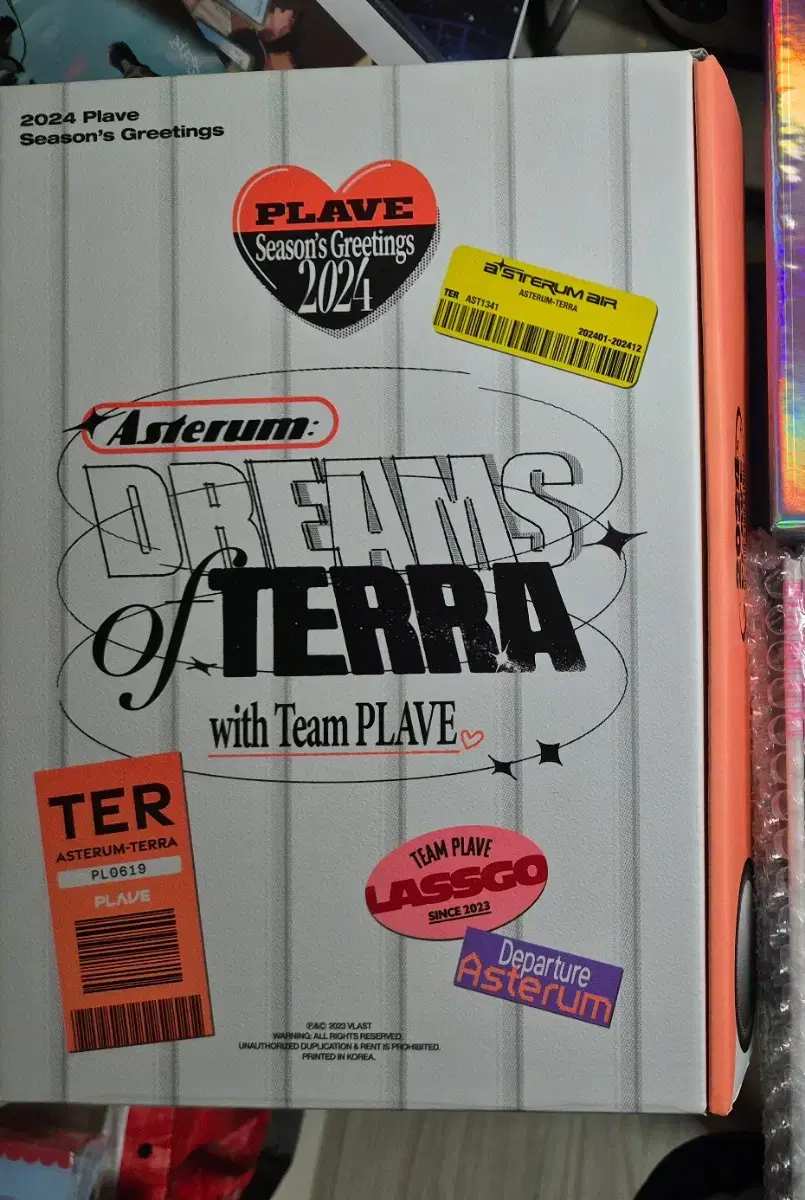 2024 Plave
Season's Greetings
PLAVE
Season's Greetings
2024
asterum air
ASTERUM-TERRA
TER AST1341
202401-202412
Asterum:
DREAMS
of TERRA
with Team PLAVE
TER
ASTERUM-TERRA
PL0619
PLAVE
TEAM PLAVE
LASSGO
SINCE 2023
Departure
Asterum
℗&© 2023 VLAST
WARNING: ALL RIGHTS RESERVED.
UNAUTHORIZED DUPLICATION & RENT IS PROHIBITED.
PRINTED IN KOREA.